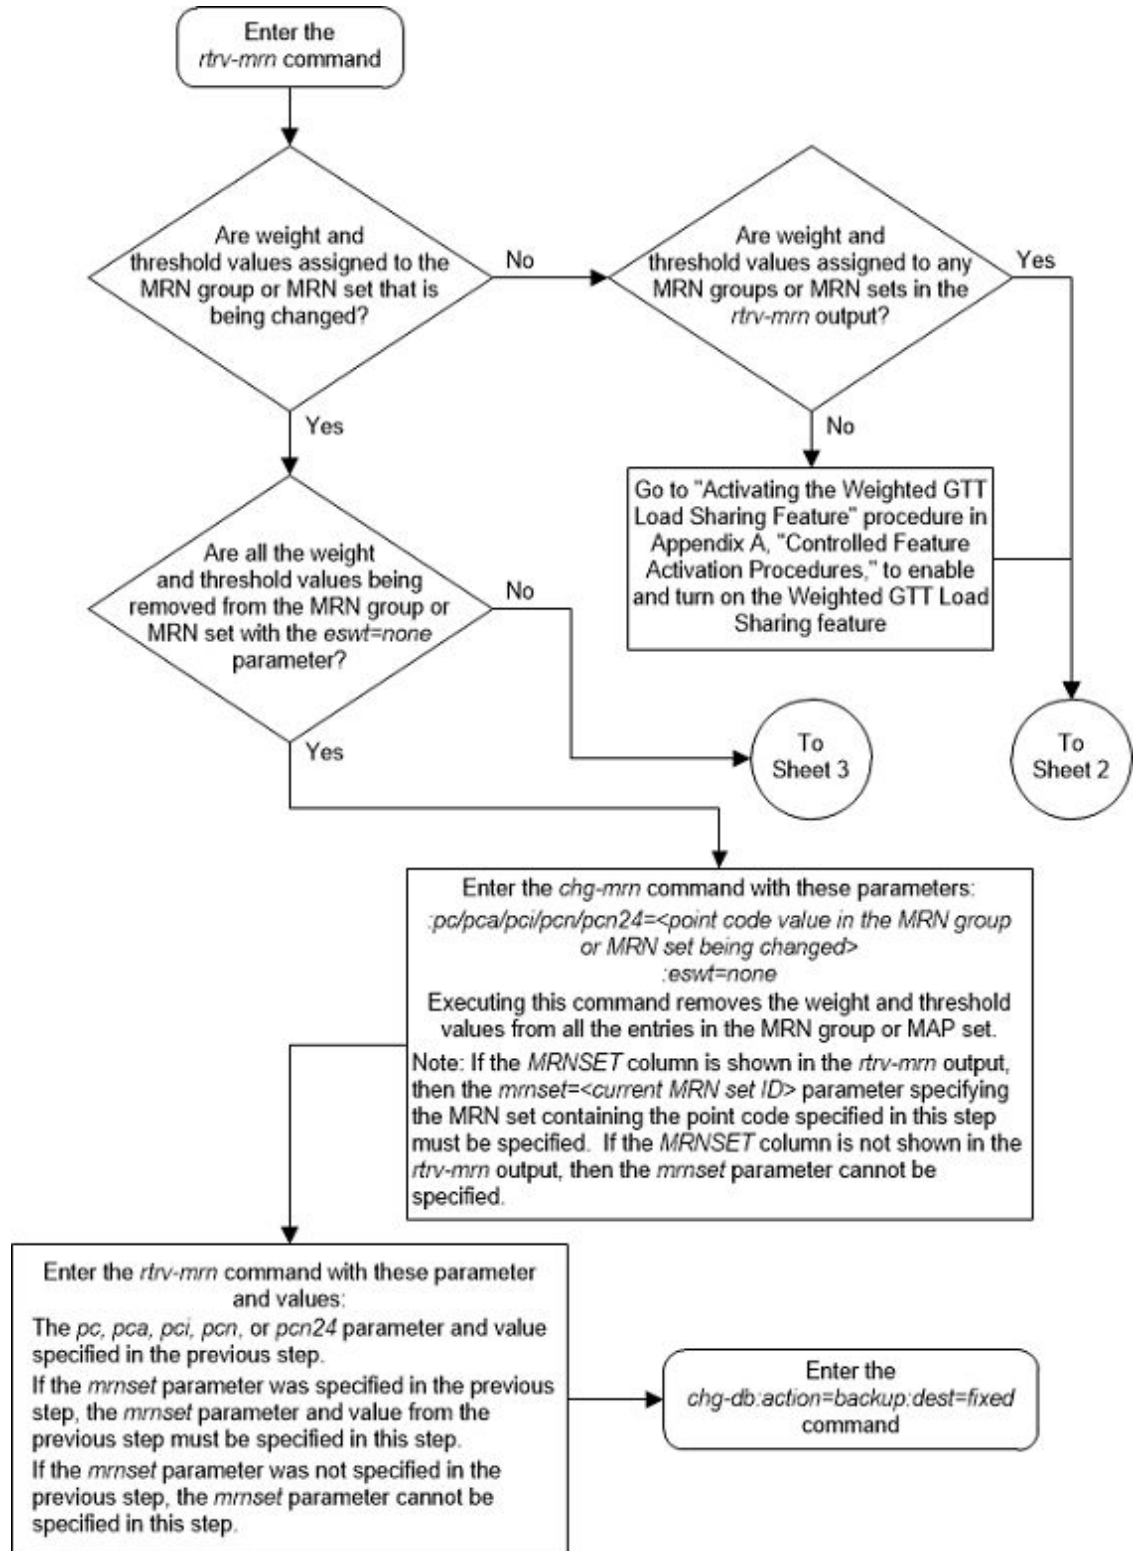 Enter the
rtrv-mrn command
Are weight and
threshold values assigned to the
MRN group or MRN set that is
being changed?
No
Are weight and
threshold values assigned to any
MRN groups or MRN sets in the
rtrv-mrn output?
Yes
Yes
No
Go to "Activating the Weighted GTT
Load Sharing Feature" procedure in
Appendix A, "Controlled Feature
Activation Procedures," to enable
and turn on the Weighted GTT Load
Sharing feature
Are all the weight
and threshold values being
removed from the MRN group or
MRN set with the eswt=none
parameter?
No
Yes
To
Sheet 3
To
Sheet 2
Enter the chg-mrn command with these parameters:
:pc/pca/pci/pcn/pcn24=<point code value in the MRN group
or MRN set being changed>
:eswt=none
Executing this command removes the weight and threshold
values from all the entries in the MRN group or MAP set.
Note: If the MRNSET column is shown in the rtrv-mrn output,
then the mrnset=<current MRN set ID> parameter specifying
the MRN set containing the point code specified in this step
must be specified.  If the MRNSET column is not shown in the
rtrv-mrn output, then the mrnset parameter cannot be
specified.
Enter the rtrv-mrn command with these parameter
and values:
The pc, pca, pci, pcn, or pcn24 parameter and value
specified in the previous step.
If the mrnset parameter was specified in the previous
step, the mrnset parameter and value from the
previous step must be specified in this step.
If the mrnset parameter was not specified in the
previous step, the mrnset parameter cannot be
specified in this step.
Enter the
chg-db:action=backup:dest=fixed
command